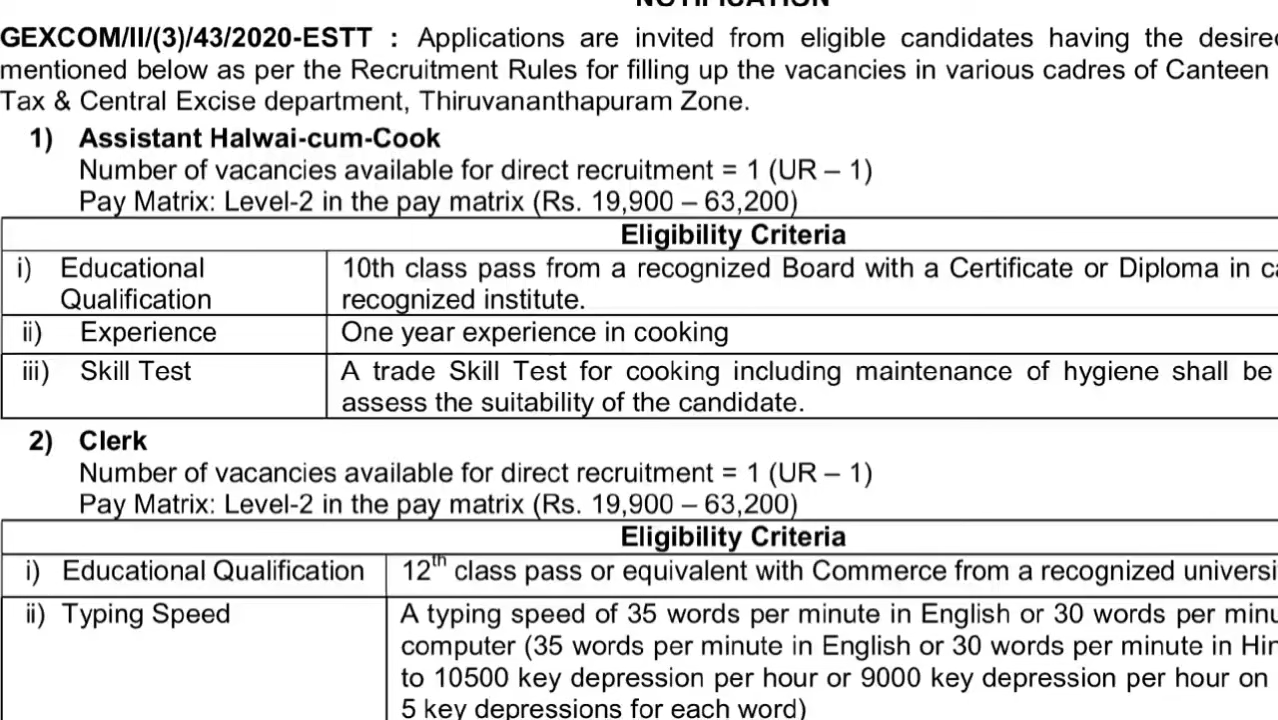 NOTIFICATION
GEXCOM/II/(3)/43/2020-ESTT : Applications are invited from eligible candidates having the
mentioned below as per the Recruitment Rules for filling up the vacancies in various cadres of Canteen
Tax & Central Excise department, Thiruvananthapuram Zone.
1) Assistant Halwai-cum-Cook
Number of vacancies available for direct recruitment = 1 (UR – 1)
Pay Matrix: Level-2 in the pay matrix (Rs. 19,900 – 63,200)
Eligibility Criteria
i) Educational Qualification 10th class pass from a recognized Board with a Certificate or Diploma in
recognized institute.
ii) Experience One year experience in cooking
iii) Skill Test A trade Skill Test for cooking including maintenance of hygiene shall be
assess the suitability of the candidate.
2) Clerk
Number of vacancies available for direct recruitment = 1 (UR – 1)
Pay Matrix: Level-2 in the pay matrix (Rs. 19,900 – 63,200)
Eligibility Criteria
i) Educational Qualification 12th class pass or equivalent with Commerce from a recognized
ii) Typing Speed A typing speed of 35 words per minute in English or 30 words per
computer (35 words per minute in English or 30 words per minute in
to 10500 key depression per hour or 9000 key depression per hour on
5 key depressions for each word)